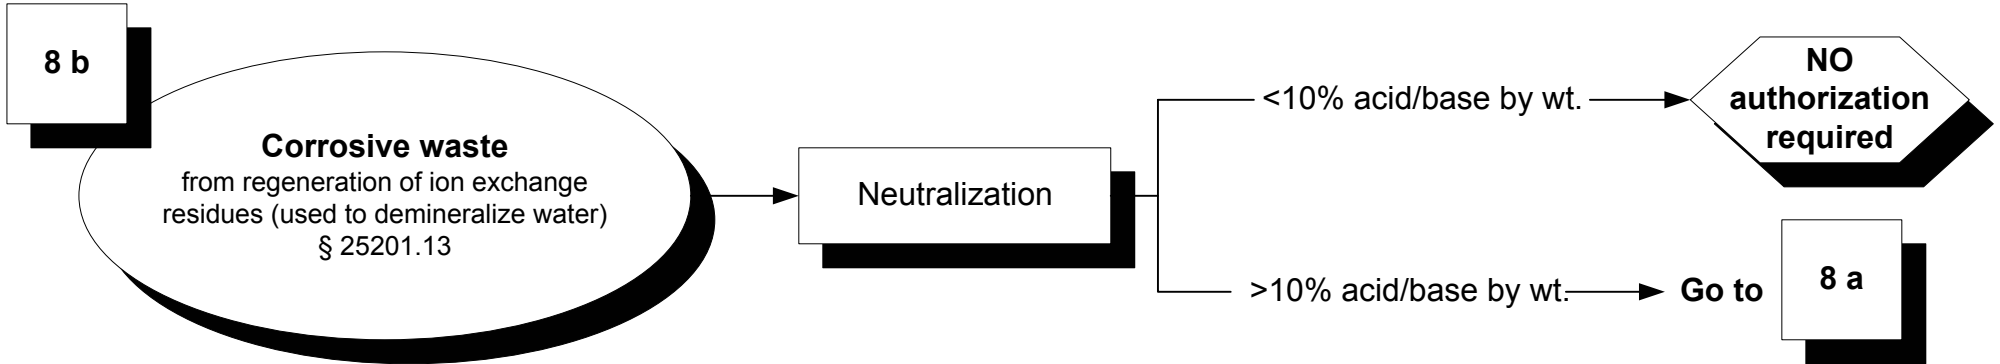 8 b
Corrosive waste
from regeneration of ion exchange
residues (used to demineralize water)
§ 25201.13
Neutralization
<10% acid/base by wt.
NO
authorization
required
>10% acid/base by wt.
Go to
8 a